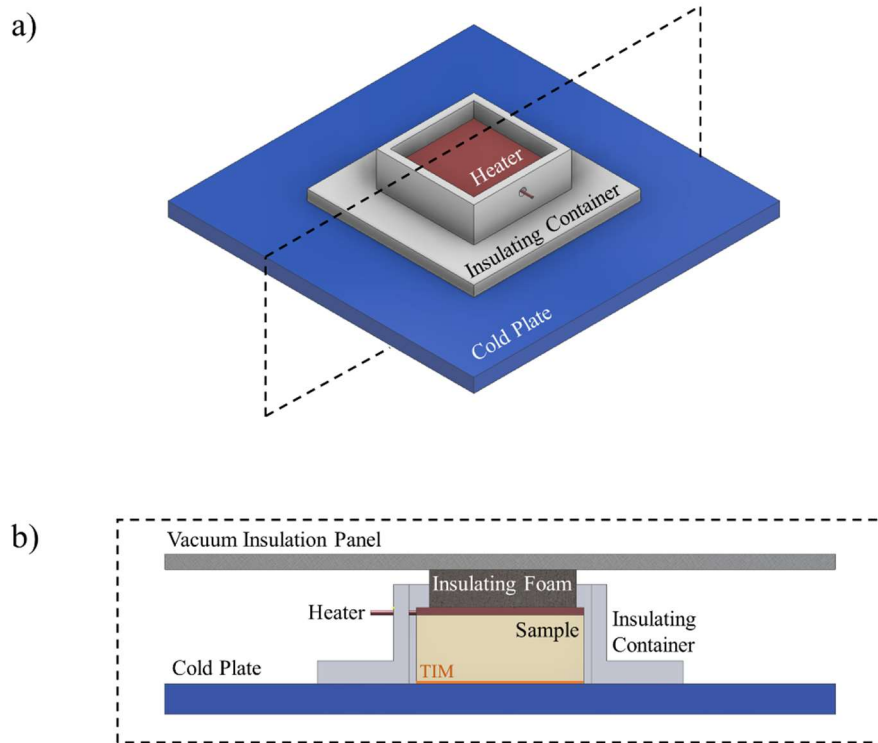 a)
Heater
Insulating Container
Cold Plate
b)
Vacuum Insulation Panel
Insulating Foam
Heater
Sample
Insulating
Container
Cold Plate
TIM